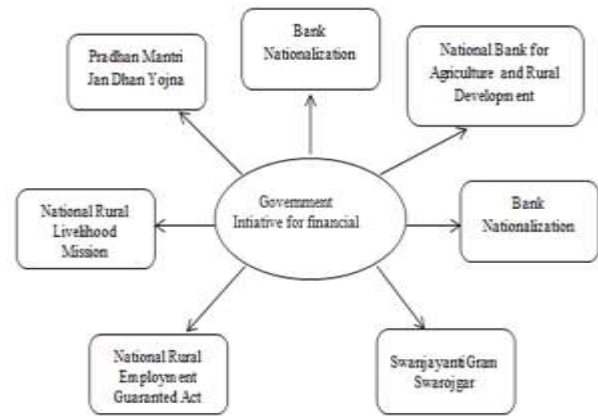 Bank
Nationalization
Pradhan Mantri
Jan Dhan Yojna
National Bank for
Agriculture and Rural
Development
Government
Intiative for financial
National Rural
Livelihood
Mission
Bank
Nationalization
National Rural
Employment
Guaranted Act
Swanjayanti Gram
Swarojgar